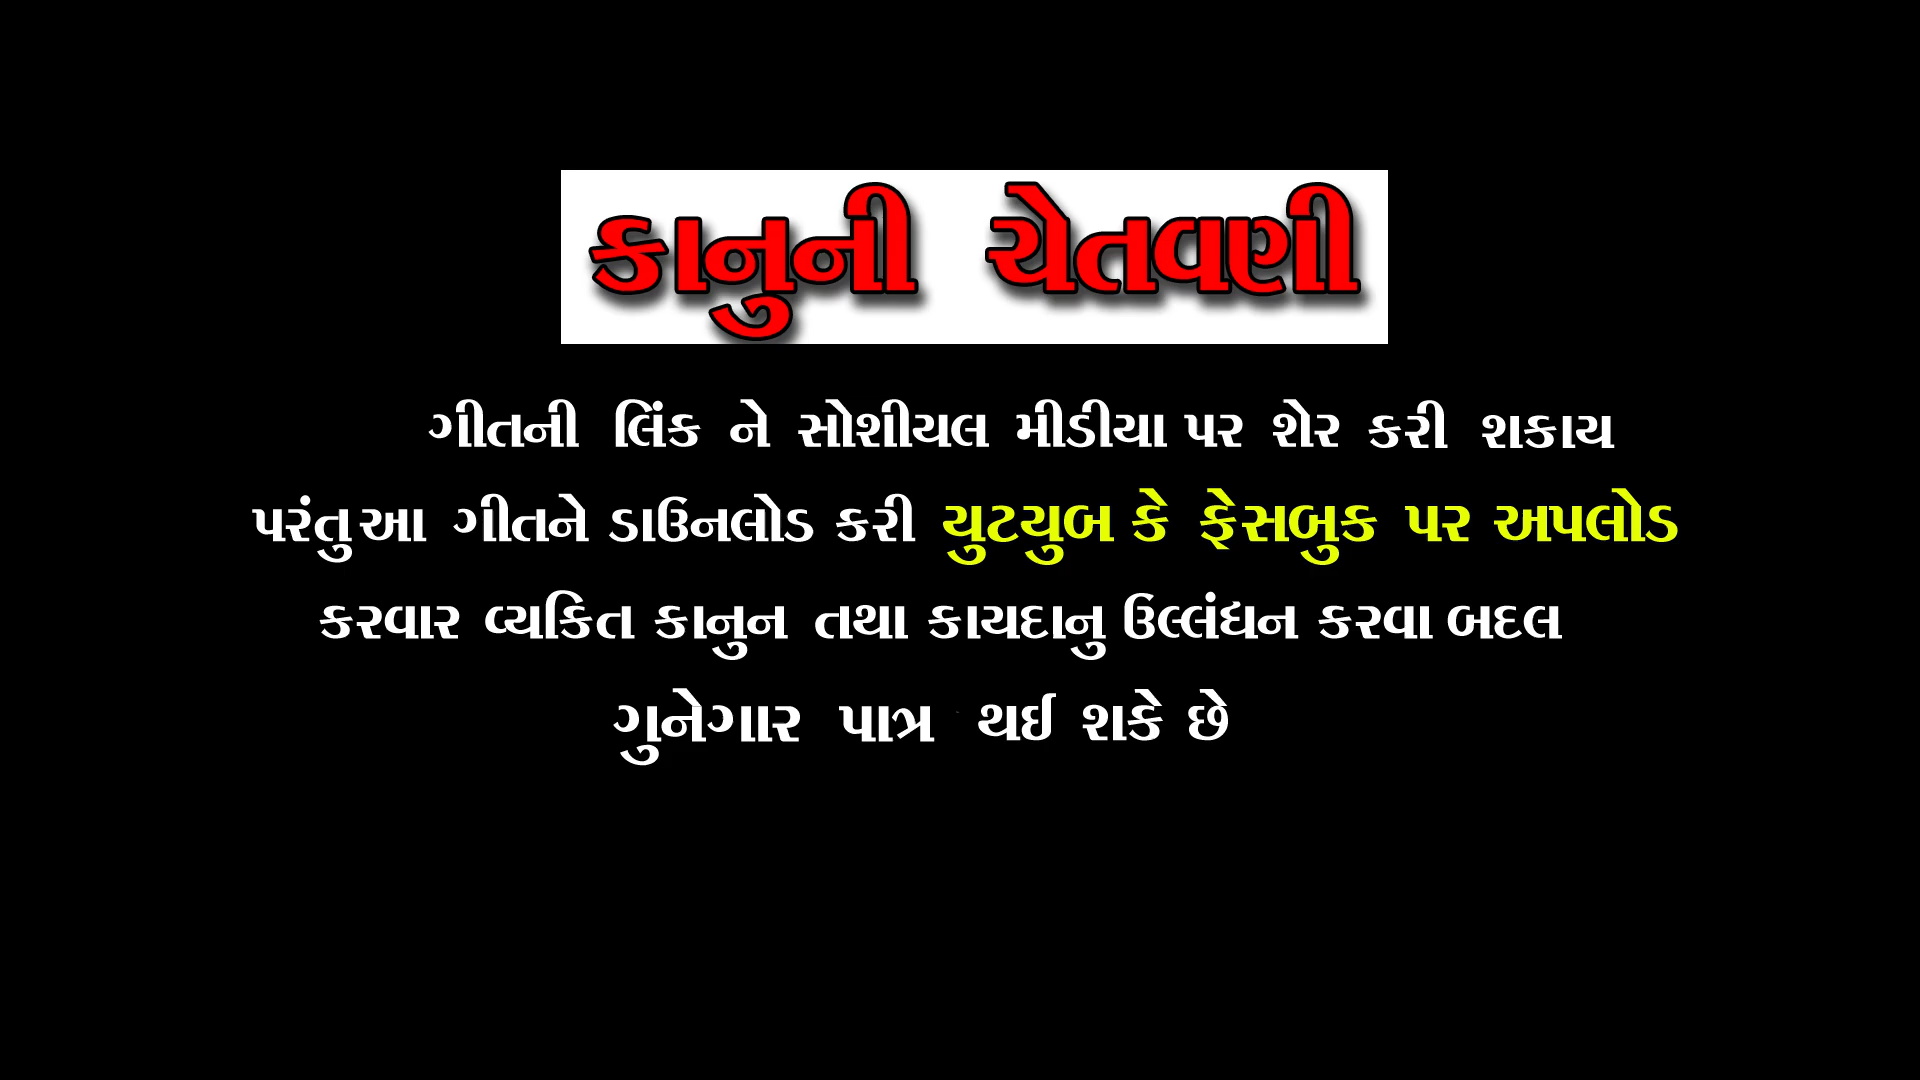 કાનુની ચેતવણી
ગીતની લિંક ને સોશીયલ મીડીયા પર શેર કરી શકાય
પરંતુ આ ગીતને ડાઉનલોડ કરી યુટયુબ કે ફેસબુક પર અપલોડ
કરવાર વ્યકિત કાનુન તથા કાયદાનુ ઉલ્લંઘન કરવા બદલ
ગુનેગાર પાત્ર થઈ શકે છે